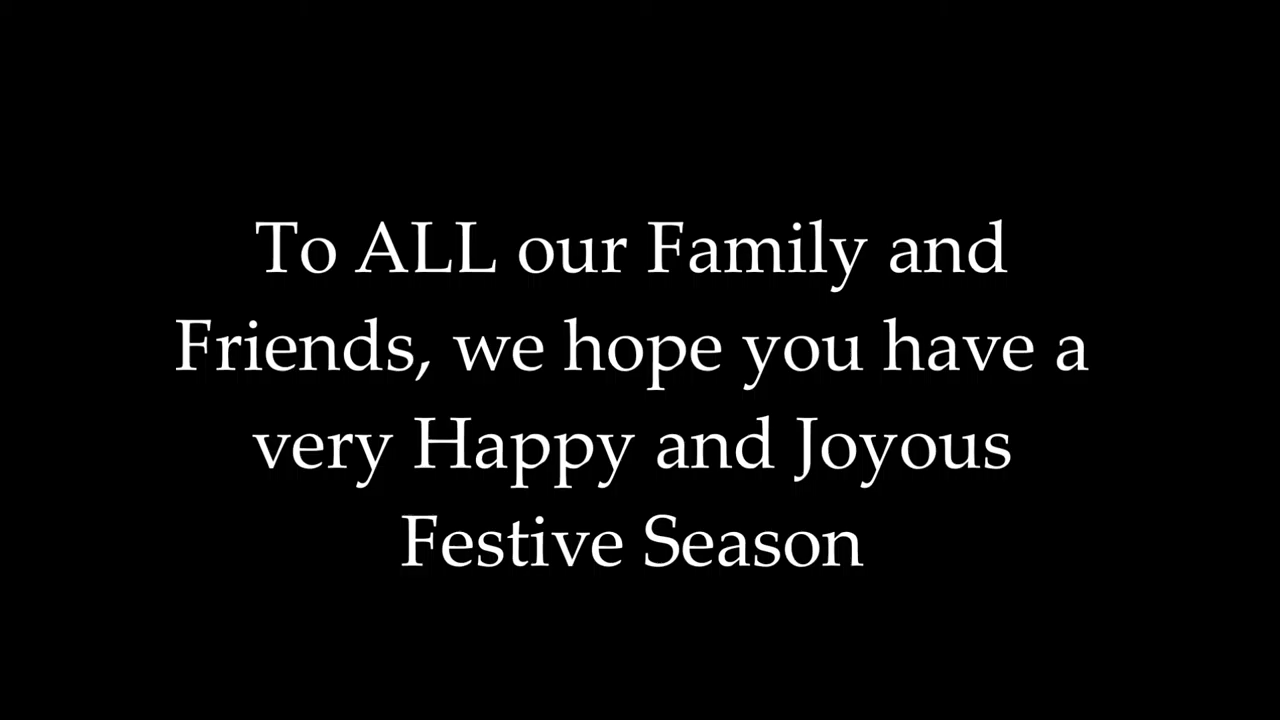 To ALL our Family and
Friends, we hope you have a
very Happy and Joyous
Festive Season